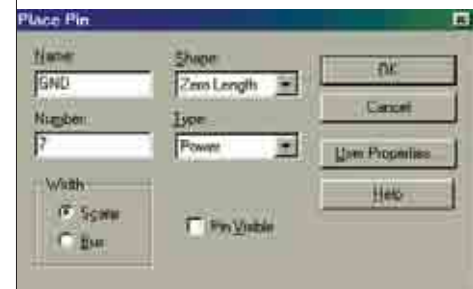 Place Pin
Name:
GND
Number:
7
Width
Scalar
Bus
Shape:
Zero Length
Type:
Power
Pin Visible
OK
Cancel
User Properties
Help